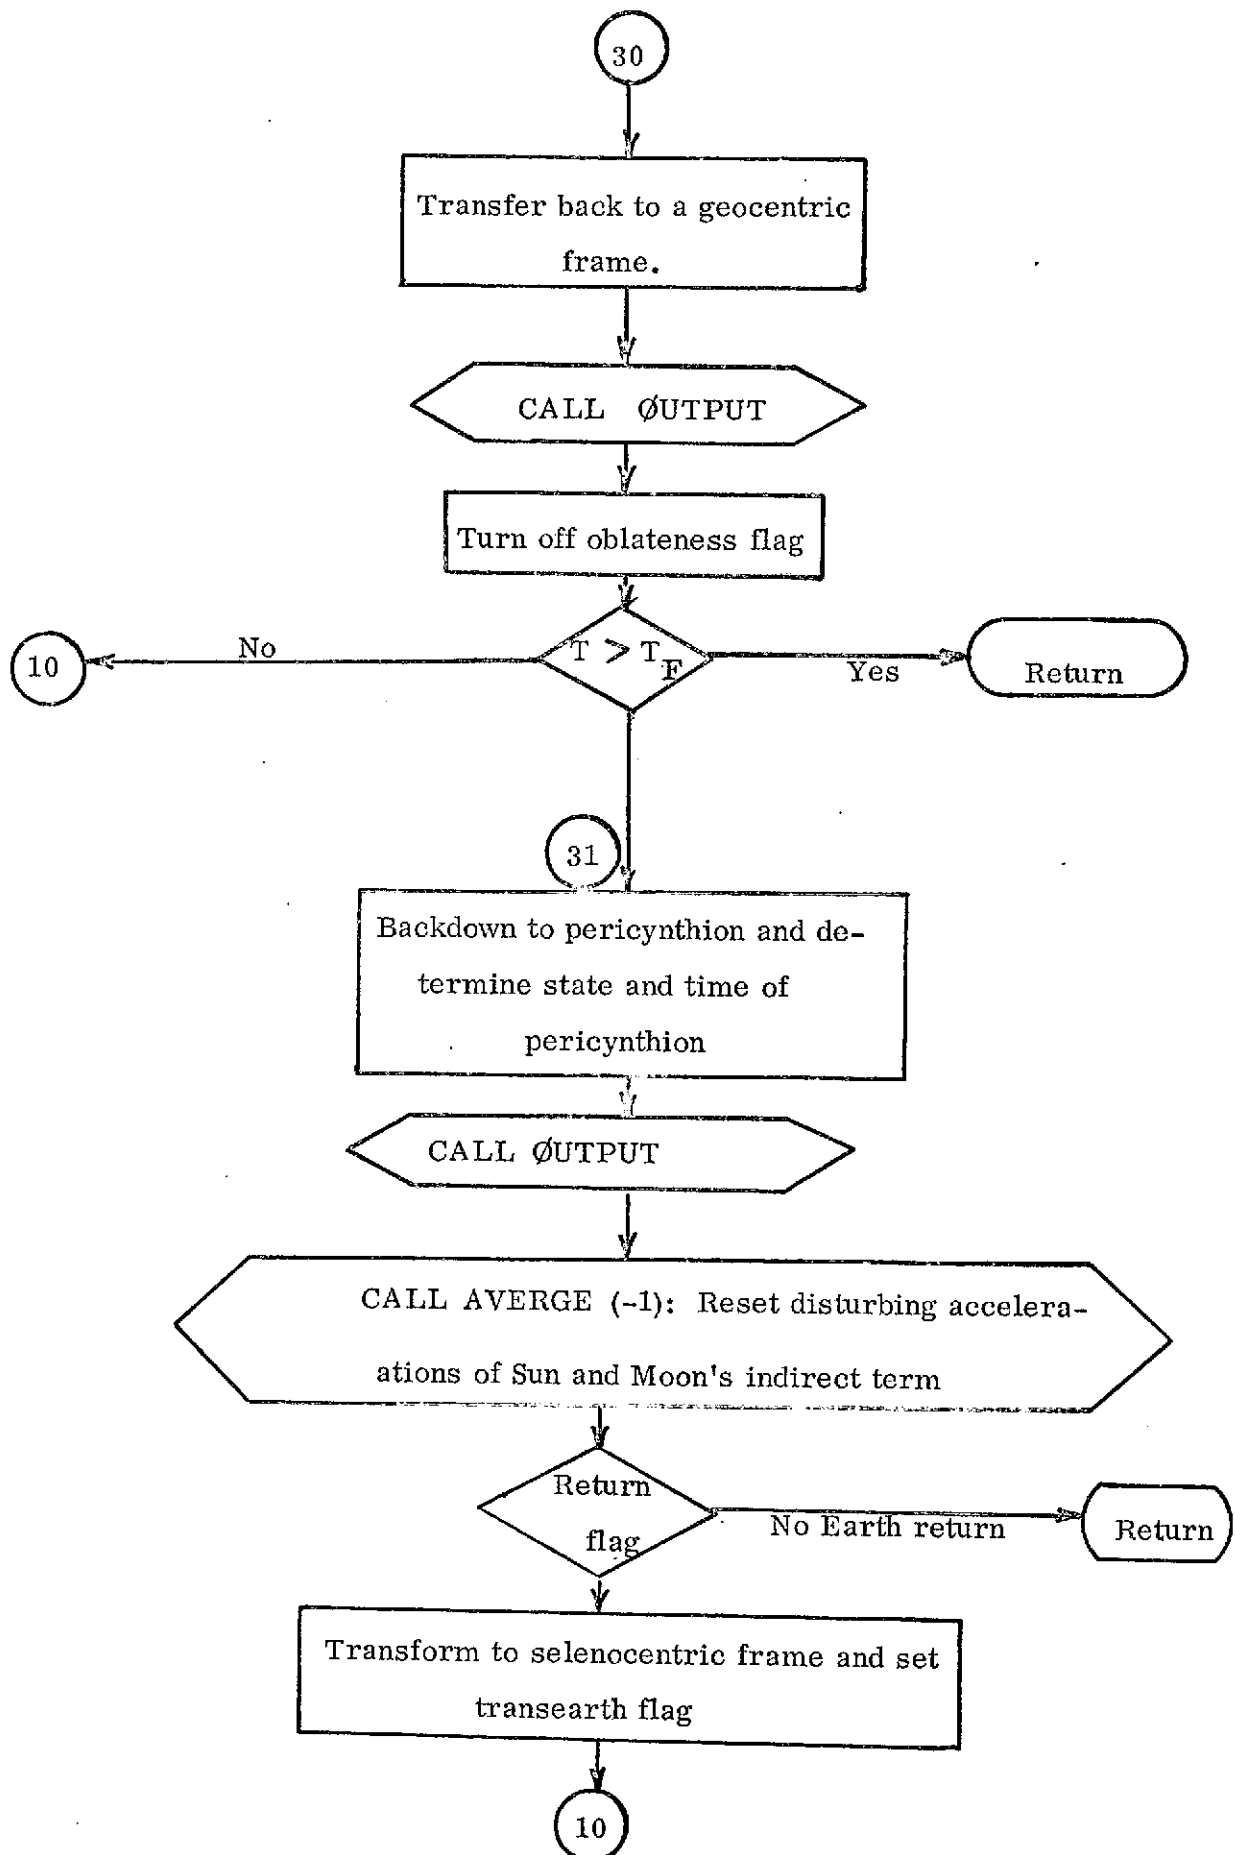 30
Transfer back to a geocentric
frame.
CALL ØUTPUT
Turn off oblateness flag
10
No
T > T_F
Yes
Return
31
Backdown to pericynthion and de-
termine state and time of
pericynthion
CALL ØUTPUT
CALL AVERGE (-1): Reset disturbing accelera-
ations of Sun and Moon's indirect term
Return
flag
No Earth return
Return
Transform to selenocentric frame and set
transearth flag
10